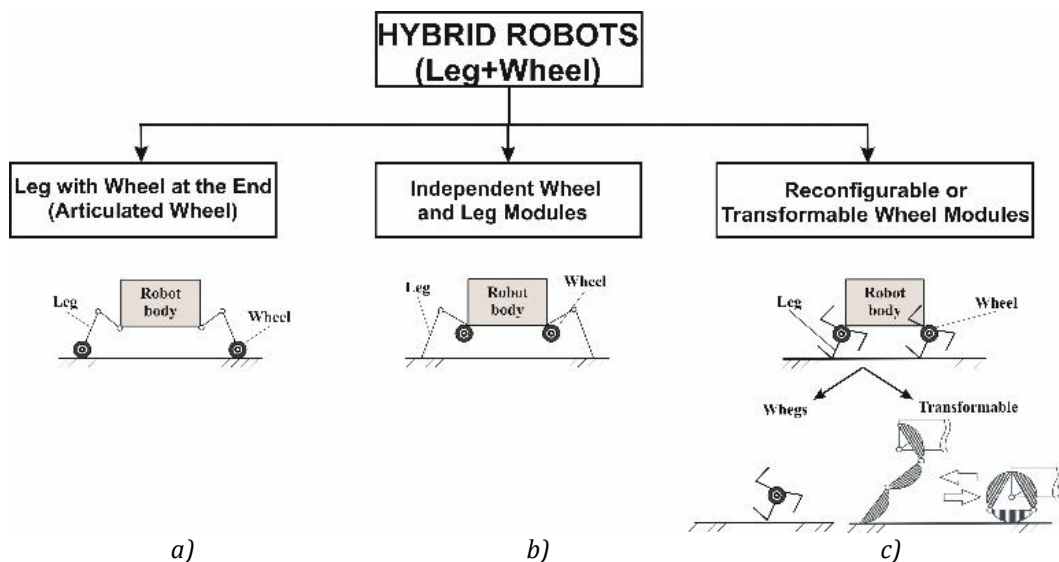 HYBRID ROBOTS
(Leg+Wheel)
Leg with Wheel at the End
(Articulated Wheel)
Independent Wheel
and Leg Modules
Reconfigurable or
Transformable Wheel Modules
Leg
Robot
body
Wheel
Leg
Robot
body
Wheel
Leg
Robot
body
Wheel
Whegs
Transformable
a)
b)
c)